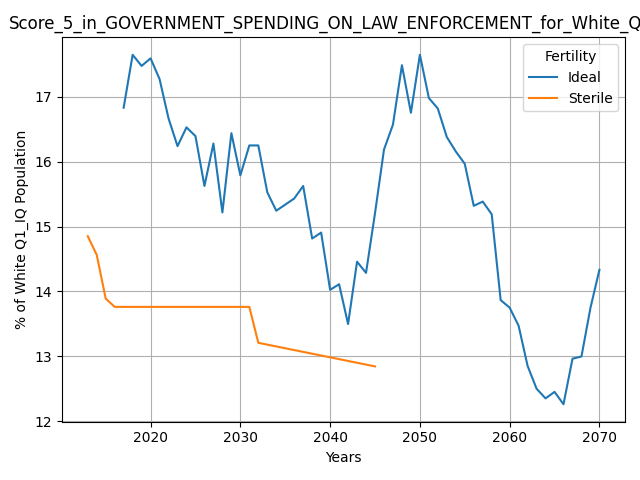 Score_5_in_GOVERNMENT_SPENDING_ON_LAW_ENFORCEMENT_for_White_Q
Fertility
Ideal
Sterile
% of White Q1_IQ Population
17
16
15
14
13
12
2020 2030 2040 2050 2060 2070
Years